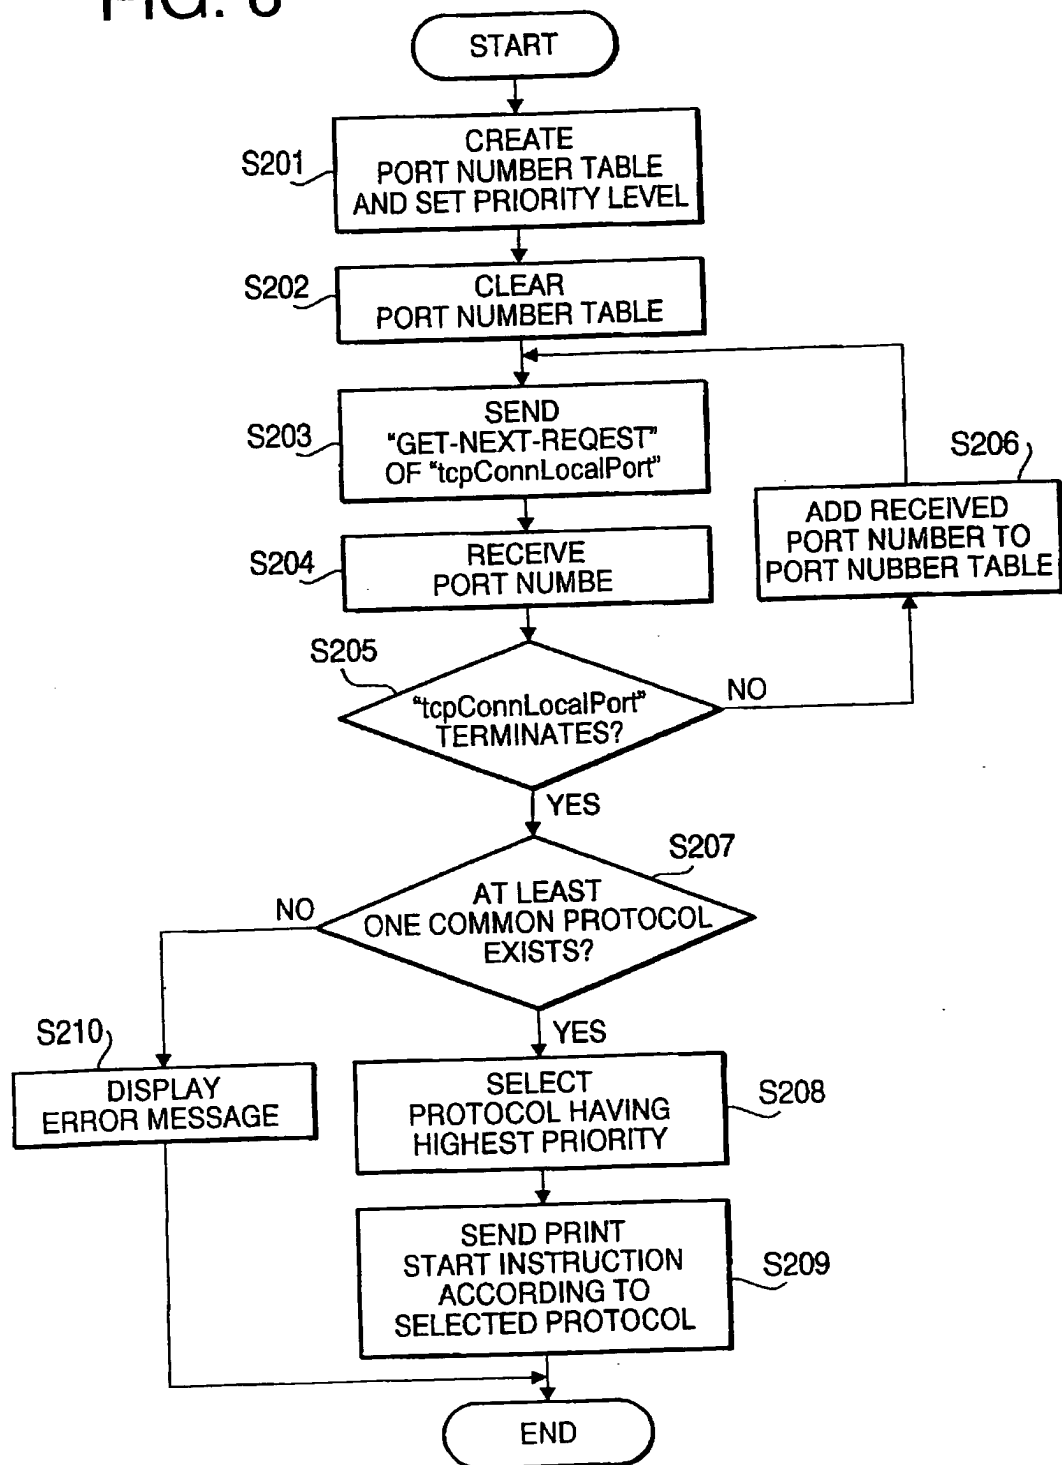 START
S201
CREATE
PORT NUMBER TABLE
AND SET PRIORITY LEVEL
S202
CLEAR
PORT NUMBER TABLE
S203
SEND
"GET-NEXT-REQEST"
OF "tcpConnLocalPort"
S206
ADD RECEIVED
PORT NUMBER TO
PORT NUBBER TABLE
S204
RECEIVE
PORT NUMBE
S205
"tcpConnLocalPort"
TERMINATES?
NO
YES
S207
AT LEAST
ONE COMMON PROTOCOL
EXISTS?
NO
YES
S210
DISPLAY
ERROR MESSAGE
S208
SELECT
PROTOCOL HAVING
HIGHEST PRIORITY
S209
SEND PRINT
START INSTRUCTION
ACCORDING TO
SELECTED PROTOCOL
END